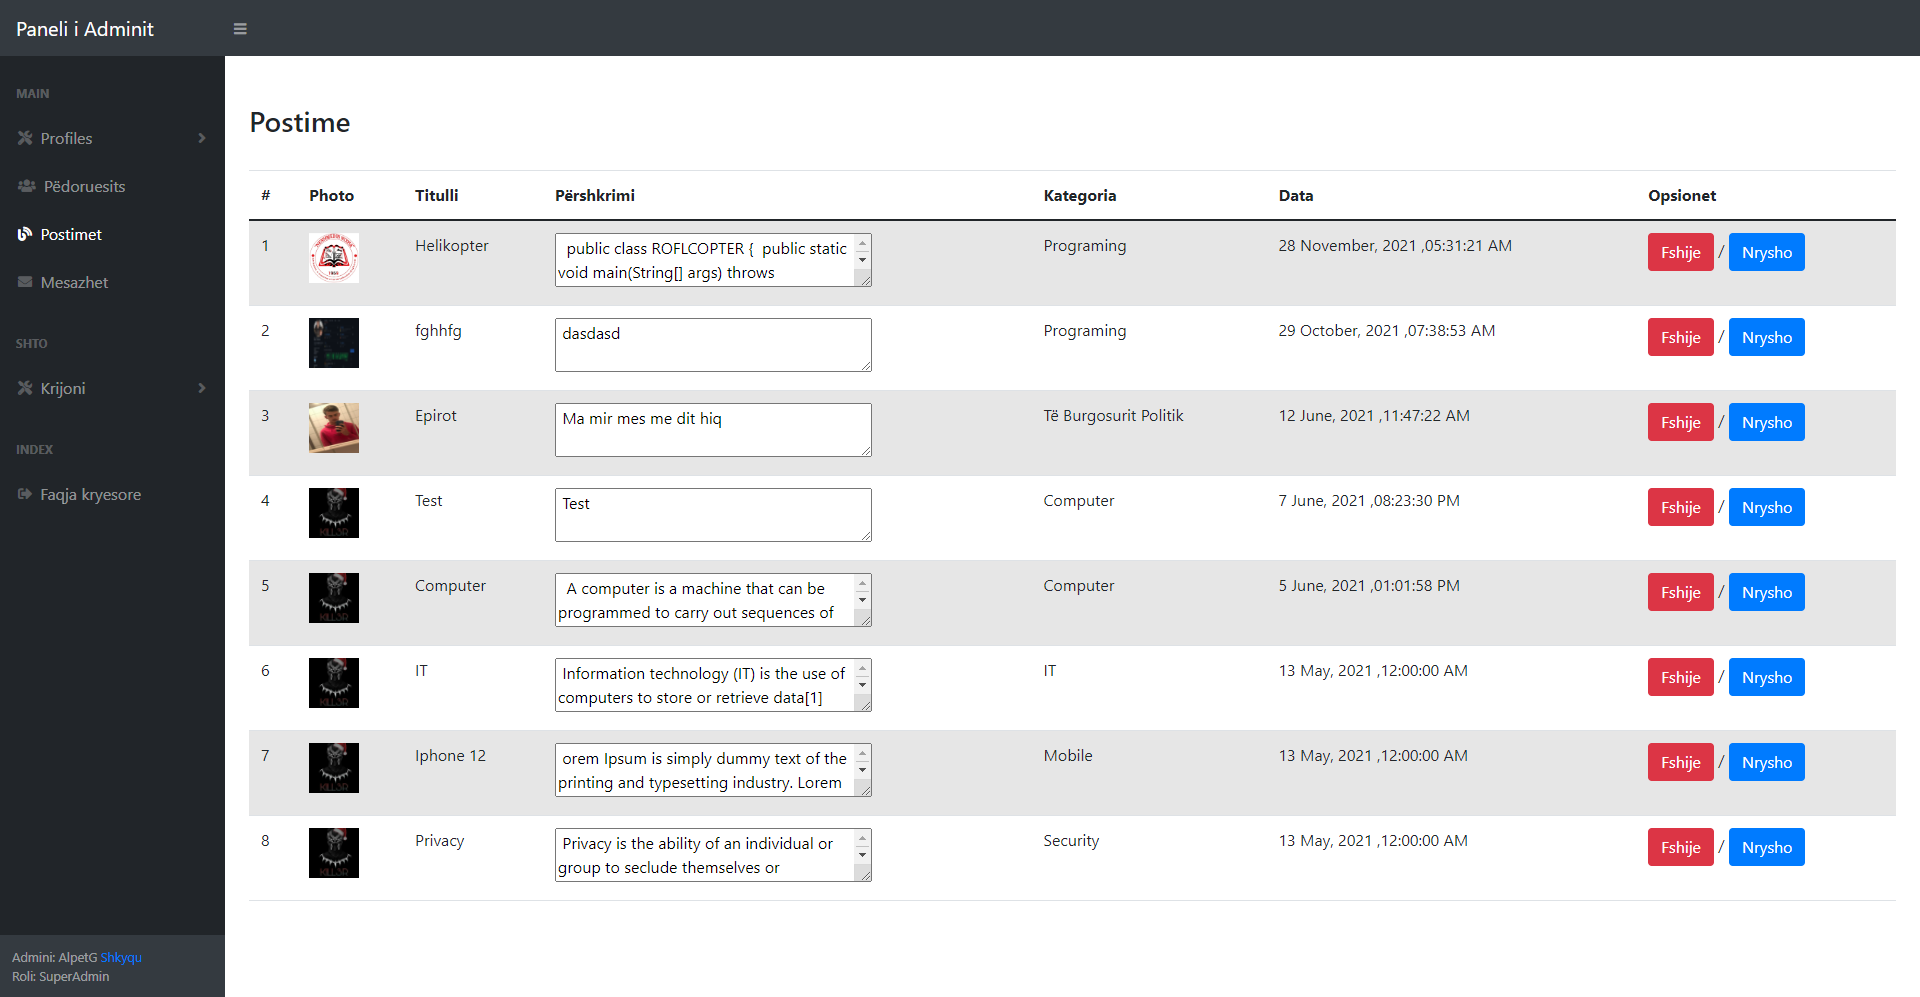 Paneli i Adminit
MAIN
Profiles
Pëdoruesits
Postimet
Mesazhet
SHTO
Krijoni
INDEX
Faqja kryesore
Admini: AlpetG Shkyqu
Roli: SuperAdmin
Postime
# Photo Titulli Përshkrimi Kategoria Data Opsionet
1 Helikopter public class ROFLCOPTER { public static Programing 28 November, 2021 ,05:31:21 AM Fshije / Nrysho
void main(String[] args) throws
2 fghhfg dasdasd Programing 29 October, 2021 ,07:38:53 AM Fshije / Nrysho
3 Epirot Ma mir mes me dit hiq Të Burgosurit Politik 12 June, 2021 ,11:47:22 AM Fshije / Nrysho
4 Test Test Computer 7 June, 2021 ,08:23:30 PM Fshije / Nrysho
5 Computer A computer is a machine that can be Computer 5 June, 2021 ,01:01:58 PM Fshije / Nrysho
programmed to carry out sequences of
6 IT Information technology (IT) is the use of IT 13 May, 2021 ,12:00:00 AM Fshije / Nrysho
computers to store or retrieve data[1]
7 Iphone 12 orem Ipsum is simply dummy text of the Mobile 13 May, 2021 ,12:00:00 AM Fshije / Nrysho
printing and typesetting industry. Lorem
8 Privacy Privacy is the ability of an individual or Security 13 May, 2021 ,12:00:00 AM Fshije / Nrysho
group to seclude themselves or